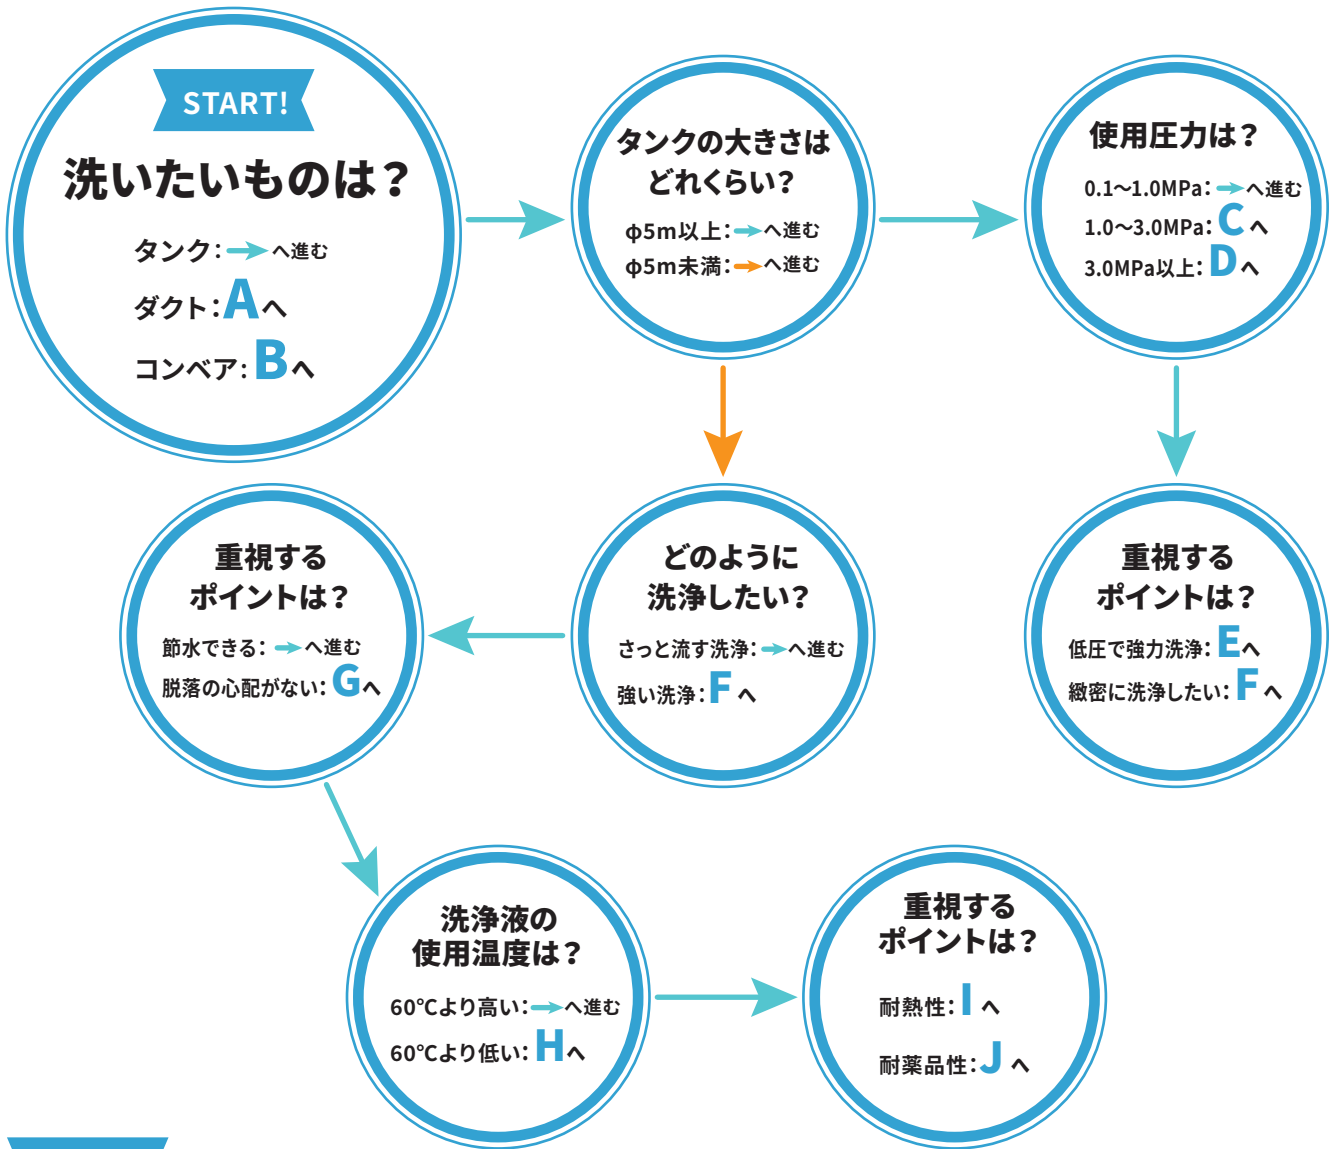 START!
洗いたいものは？
タンク：へ進む
ダクト：Aへ
コンベア：Bへ
タンクの大きさは
どれくらい？
φ5m以上：へ進む
φ5m未満：へ進む
使用圧力は？
0.1〜1.0MPa：へ進む
1.0〜3.0MPa：Cへ
3.0MPa以上：Dへ
重視する
ポイントは？
節水できる：へ進む
脱落の心配がない：Gへ
どのように
洗浄したい？
さっと流す洗浄：へ進む
強い洗浄：Fへ
重視する
ポイントは？
低圧で強力洗浄：Eへ
緻密に洗浄したい：Fへ
洗浄液の
使用温度は？
60℃より高い：へ進む
60℃より低い：Hへ
重視する
ポイントは？
耐熱性：Iへ
耐薬品性：Jへ